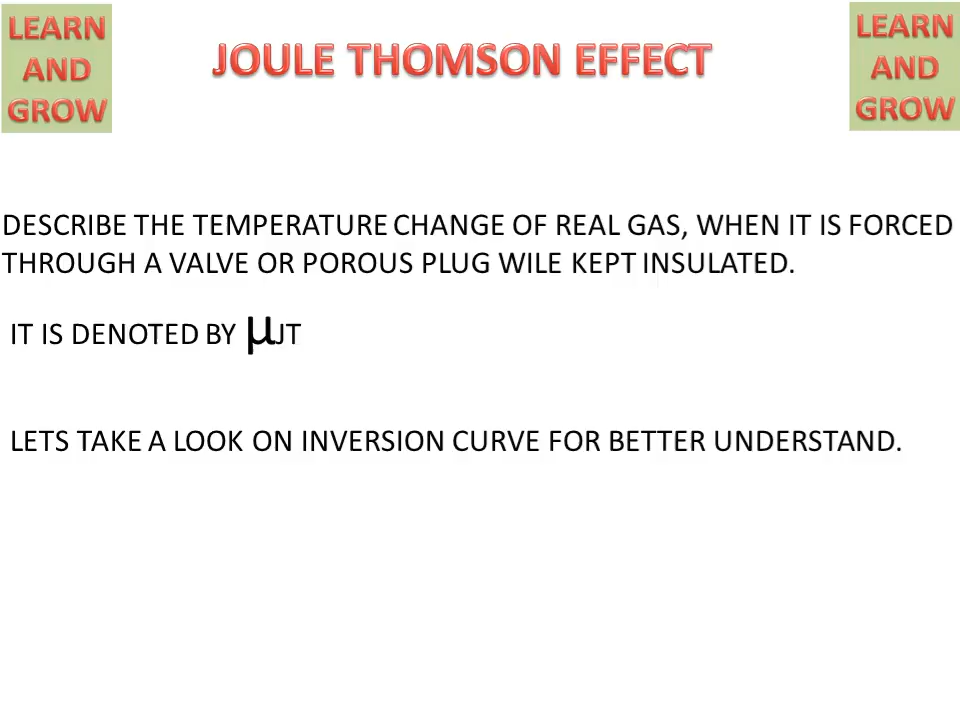 LEARN
AND
GROW
JOULE THOMSON EFFECT
LEARN
AND
GROW
DESCRIBE THE TEMPERATURE CHANGE OF REAL GAS, WHEN IT IS FORCED
THROUGH A VALVE OR POROUS PLUG WILE KEPT INSULATED.
IT IS DENOTED BY μJT
LETS TAKE A LOOK ON INVERSION CURVE FOR BETTER UNDERSTAND.